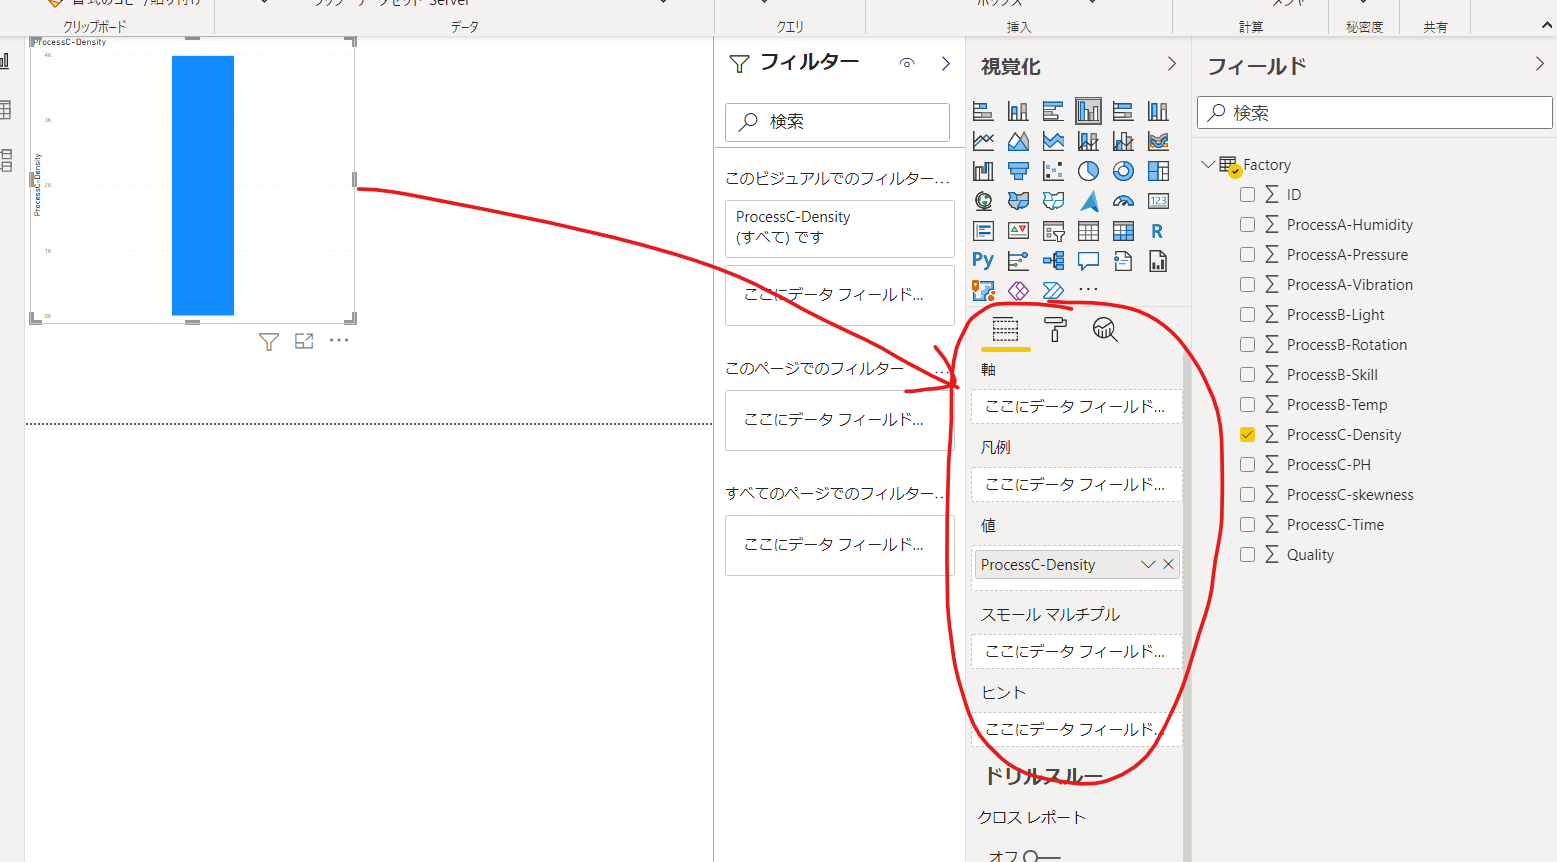 書式のコピー/貼り付け
Server
クリップボード
データ
クエリ
挿入
計算
秘密度
共有
ProcessC-Density
4K
3K
2K
1K
0K
ProcessC-Density
フィルター
検索
このビジュアルでのフィルター...
ProcessC-Density
(すべて) です
ここにデータ フィールド...
このページでのフィルター ...
ここにデータ フィールド...
すべてのページでのフィルター...
ここにデータ フィールド...
視覚化
123
R
Py
...
軸
ここにデータ フィールド...
凡例
ここにデータ フィールド...
値
ProcessC-Density
スモール マルチプル
ここにデータ フィールド...
ヒント
ここにデータ フィールド...
ドリルスルー
クロス レポート
オフ
フィールド
検索
Factory
ID
ProcessA-Humidity
ProcessA-Pressure
ProcessA-Vibration
ProcessB-Light
ProcessB-Rotation
ProcessB-Skill
ProcessB-Temp
ProcessC-Density
ProcessC-PH
ProcessC-skewness
ProcessC-Time
Quality